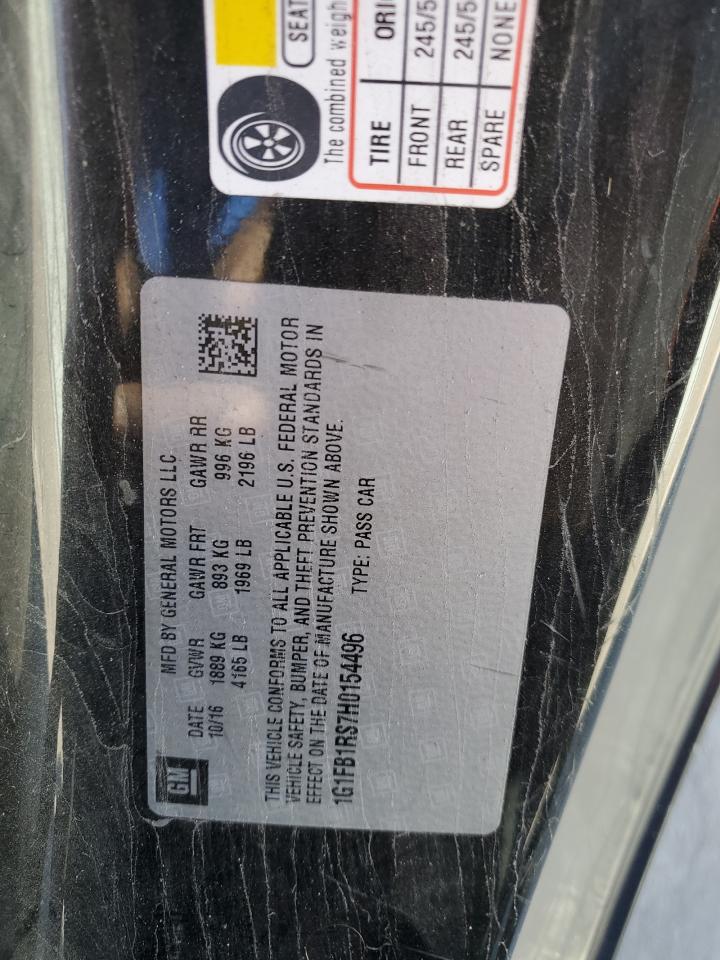 SEAT
The combined weigh
TIRE ORI
FRONT 245/5
REAR 245/5
SPARE NONE
MFD BY GENERAL MOTORS LLC
DATE GVWR GAWR FRT GAWR RR
10/16 1889 KG 893 KG 996 KG
4165 LB 1969 LB 2196 LB
GM
THIS VEHICLE CONFORMS TO ALL APPLICABLE U.S. FEDERAL MOTOR
VEHICLE SAFETY, BUMPER, AND THEFT PREVENTION STANDARDS IN
EFFECT ON THE DATE OF MANUFACTURE SHOWN ABOVE.
1G1FB1RS7H0154496 TYPE: PASS CAR